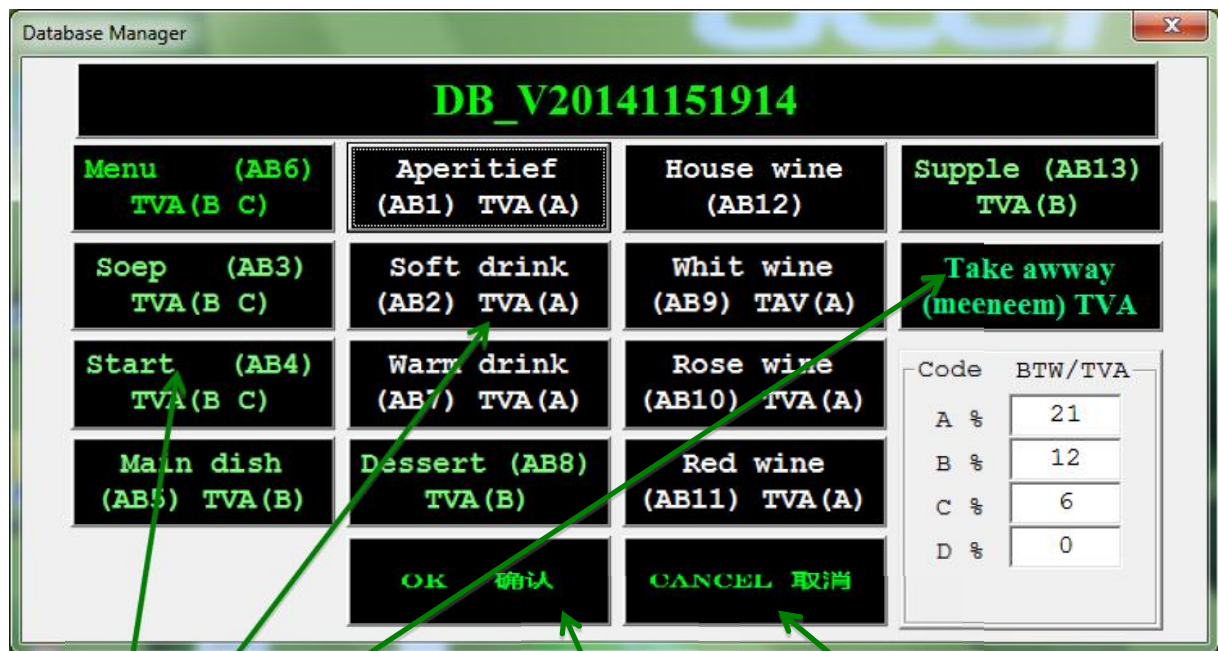 Database Manager
DB_V20141151914
Menu (AB6)
TVA(B C)
Aperitief
(AB1) TVA(A)
House wine
(AB12)
Supple (AB13)
TVA(B)
Soep (AB3)
TVA(B C)
Soft drink
(AB2) TVA(A)
Whit wine
(AB9) TAV(A)
Take awway
(meeneem) TVA
Start (AB4)
TVA(B C)
Warm drink
(AB7) TVA(A)
Rose wine
(AB10) TVA(A)
Main dish
(AB5) TVA(B)
Dessert (AB8)
TVA(B)
Red wine
(AB11) TVA(A)
Code BTW/TVA
A % 21
B % 12
C % 6
D % 0
OK 确认
CANCEL 取消